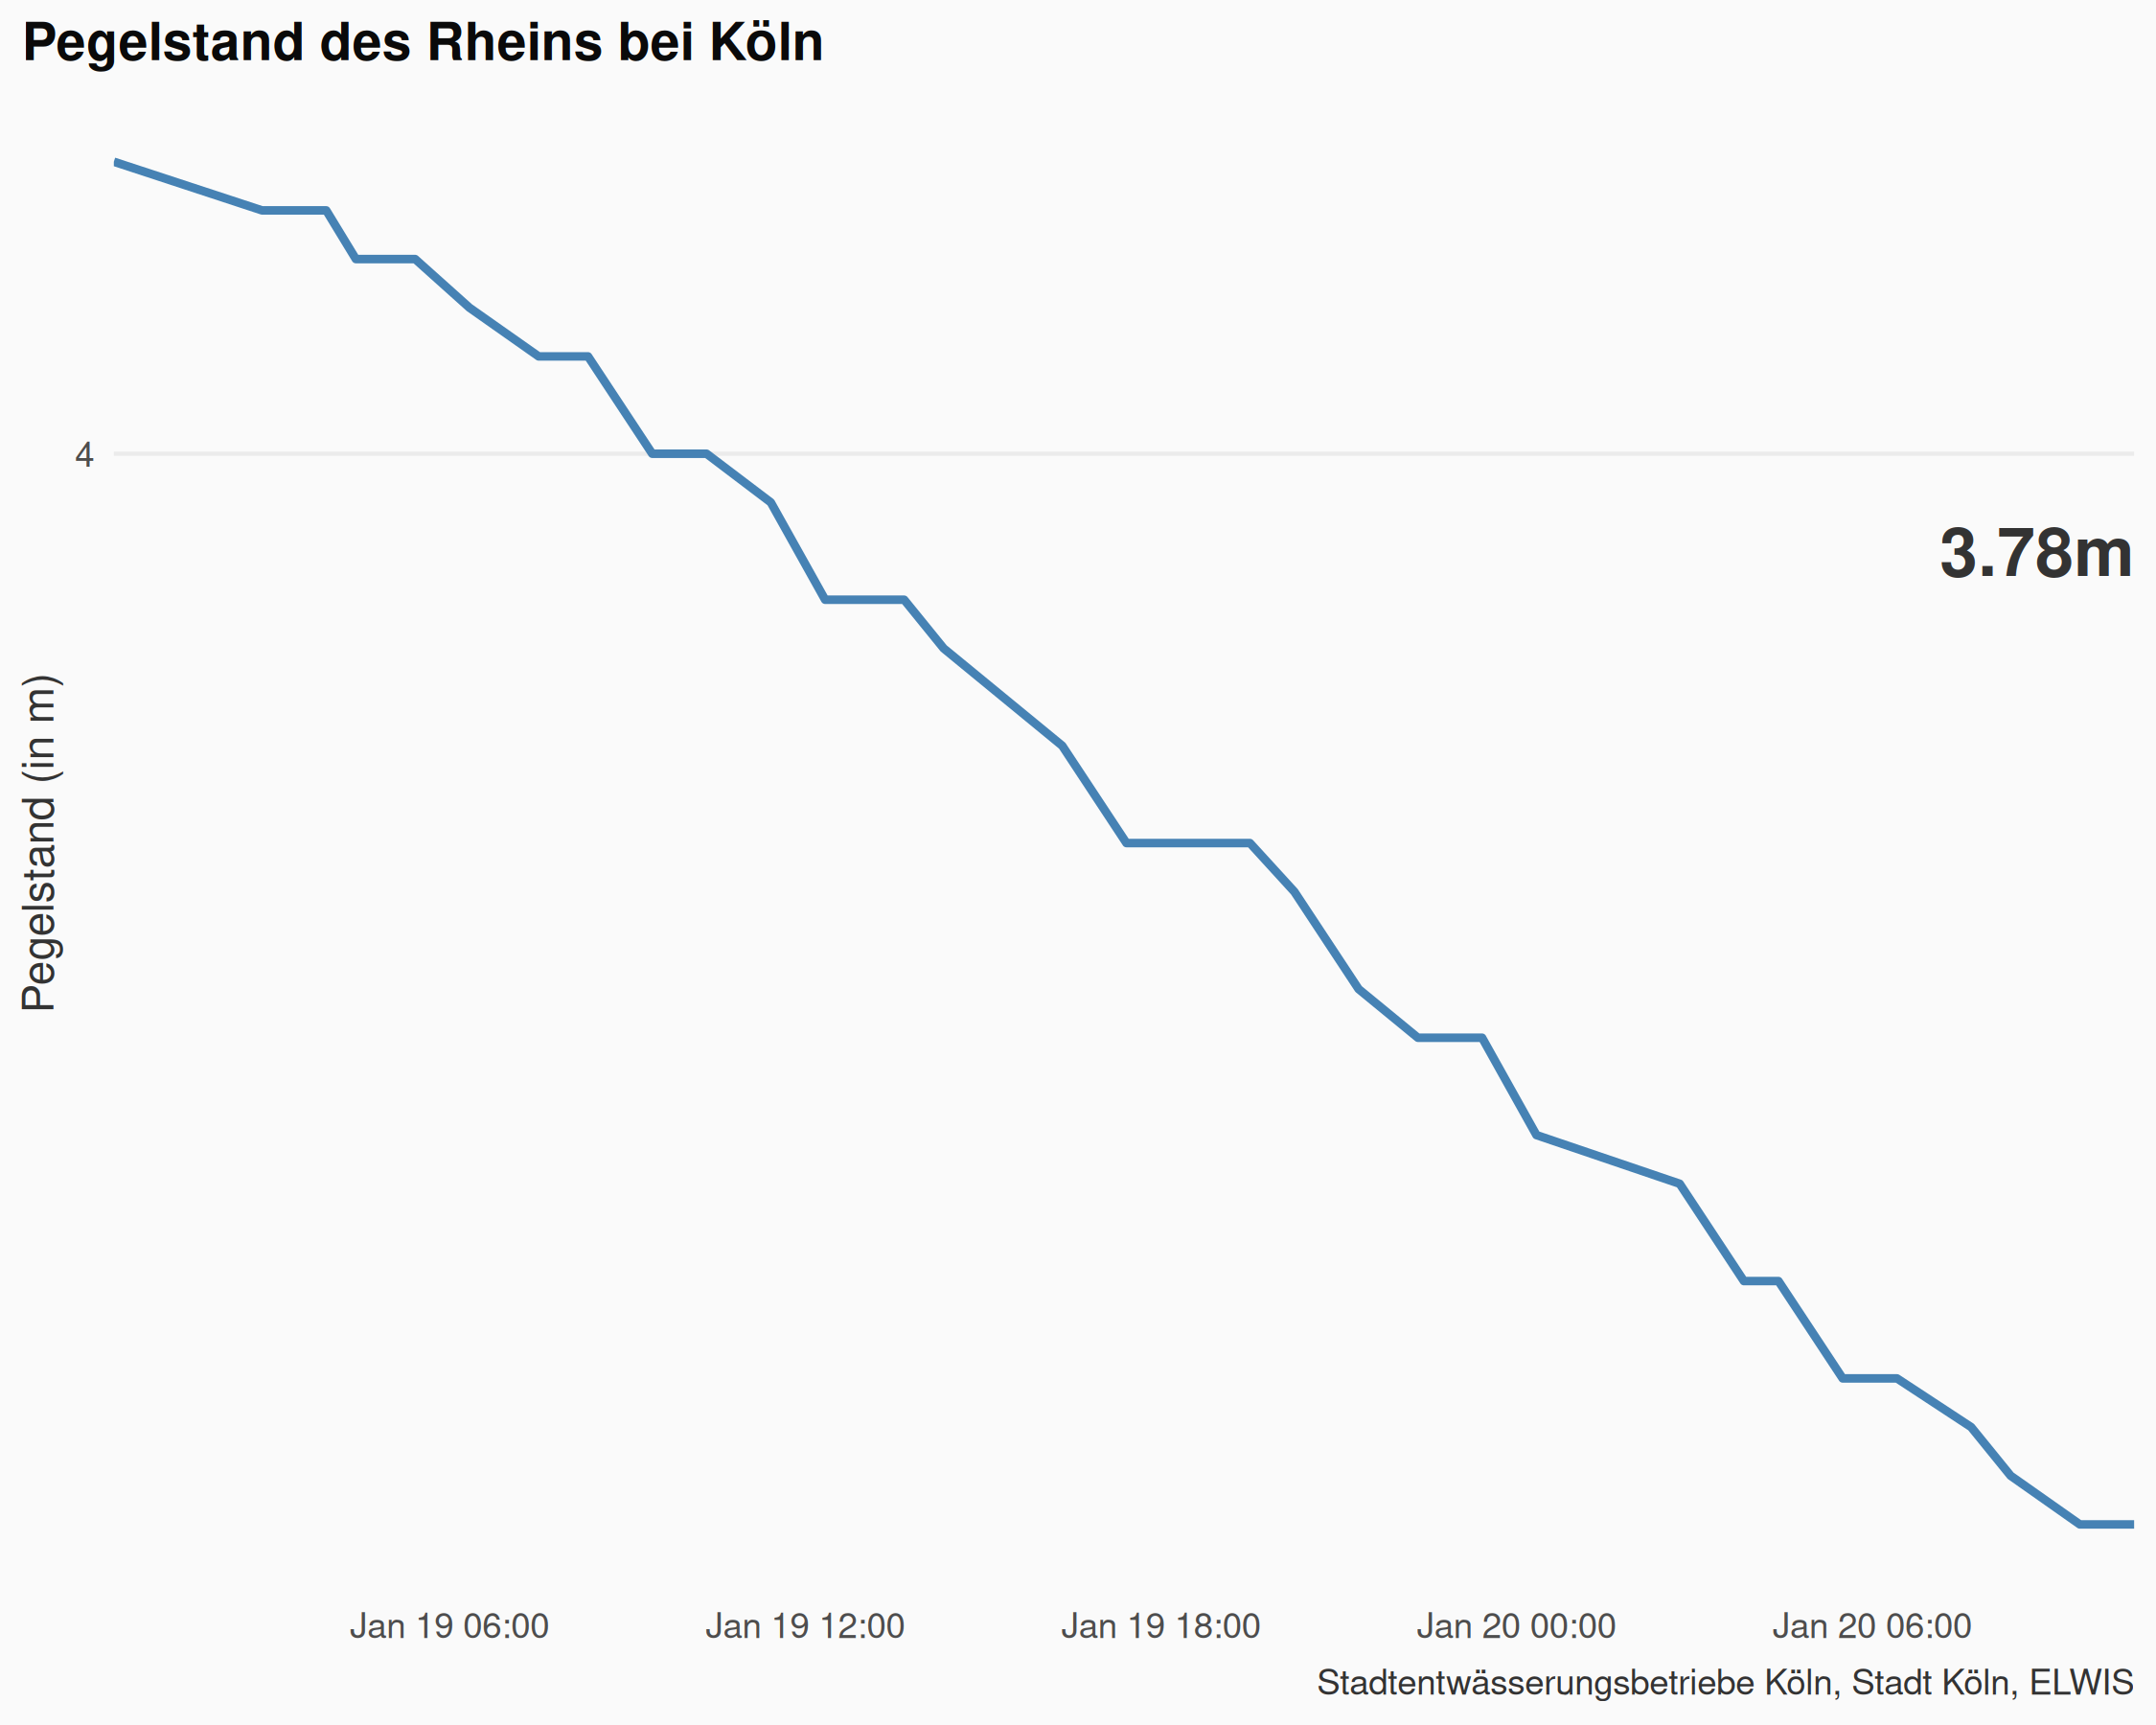 Pegelstand des Rheins bei Köln
4
3.78m
Pegelstand (in m)
Jan 19 06:00
Jan 19 12:00
Jan 19 18:00
Jan 20 00:00
Jan 20 06:00
Stadtentwässerungsbetriebe Köln, Stadt Köln, ELWIS